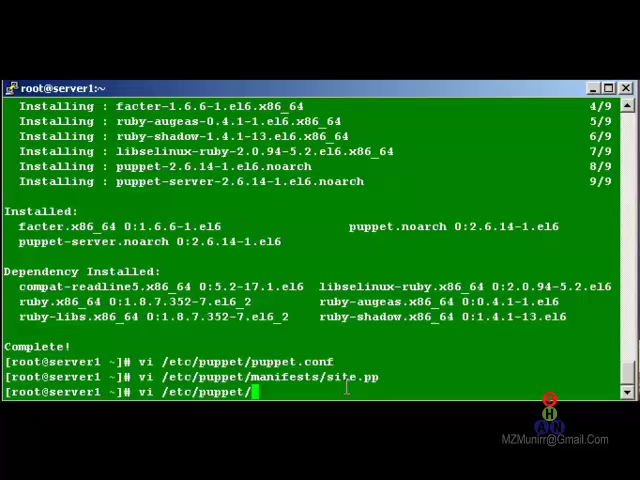 root@server1:~
Installing : facter-1.6.6-1.el6.x86_64 4/9
Installing : ruby-augeas-0.4.1-1.el6.x86_64 5/9
Installing : ruby-shadow-1.4.1-13.el6.x86_64 6/9
Installing : libselinux-ruby-2.0.94-5.2.el6.x86_64 7/9
Installing : puppet-2.6.14-1.el6.noarch 8/9
Installing : puppet-server-2.6.14-1.el6.noarch 9/9
Installed:
facter.x86_64 0:1.6.6-1.el6 puppet.noarch 0:2.6.14-1.el6
puppet-server.noarch 0:2.6.14-1.el6
Dependency Installed:
compat-readline5.x86_64 0:5.2-17.1.el6 libselinux-ruby.x86_64 0:2.0.94-5.2.el6
ruby.x86_64 0:1.8.7.352-7.el6_2 ruby-augeas.x86_64 0:0.4.1-1.el6
ruby-libs.x86_64 0:1.8.7.352-7.el6_2 ruby-shadow.x86_64 0:1.4.1-13.el6
Complete!
[root@server1 ~]# vi /etc/puppet/puppet.conf
[root@server1 ~]# vi /etc/puppet/manifests/site.pp
[root@server1 ~]# vi /etc/puppet/
G
H
A N
MZMunirr@Gmail.Com